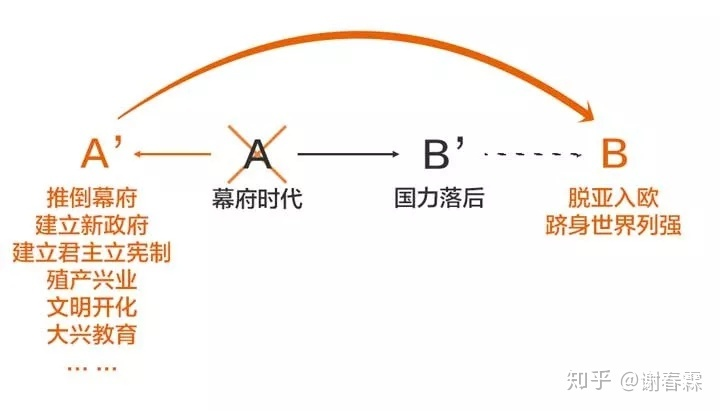 A’
A
B’
B
推倒幕府
建立新政府
建立君主立宪制
殖产兴业
文明开化
大兴教育
... ...
幕府时代
国力落后
脱亚入欧
跻身世界列强
知乎 @谢春霖